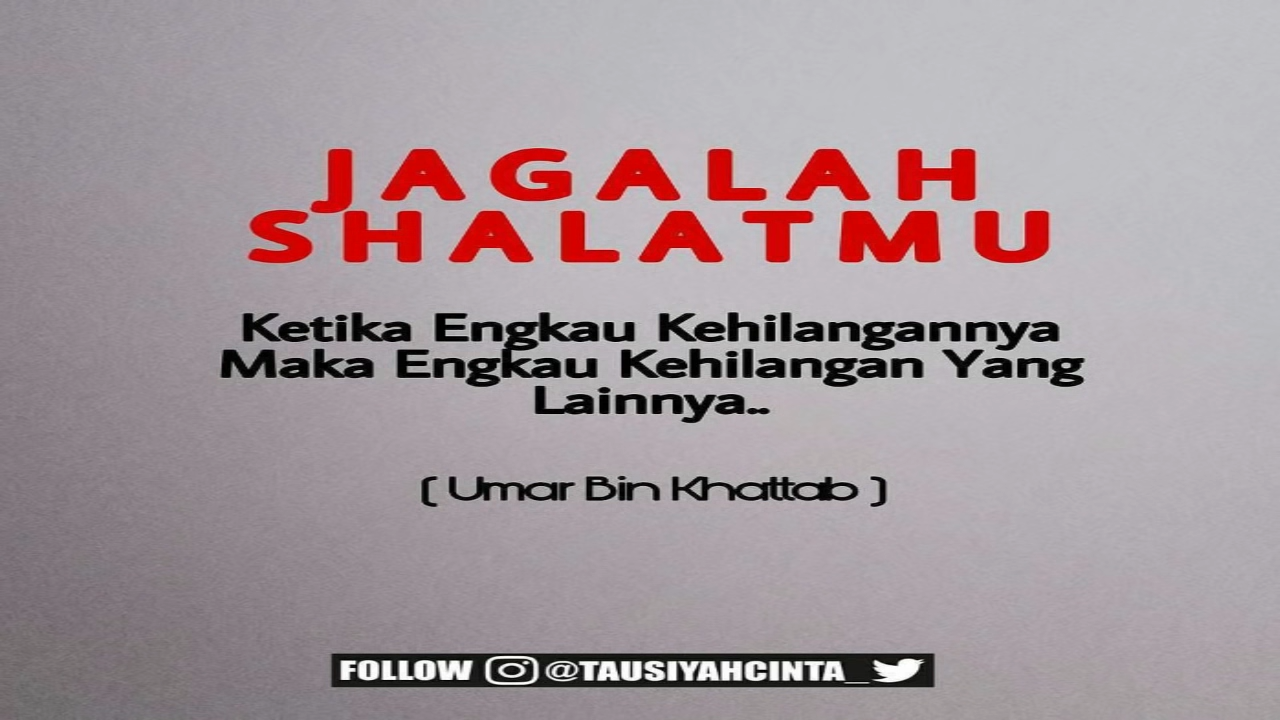 JAGALAH
SHALATMU
Ketika Engkau Kehilangannya
Maka Engkau Kehilangan Yang
Lainnya..
( Umar Bin Khattab )
FOLLOW @TAUSIYAHCINTA_